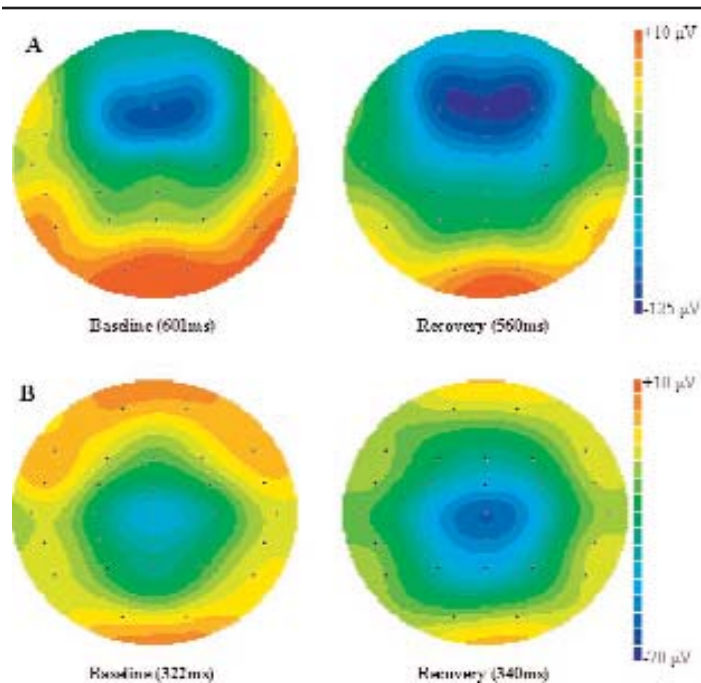 A
+10 μV
-125 μV
Baseline (601ms)
Recovery (560ms)
B
+10 μV
-70 μV
Baseline (322ms)
Recovery (340ms)